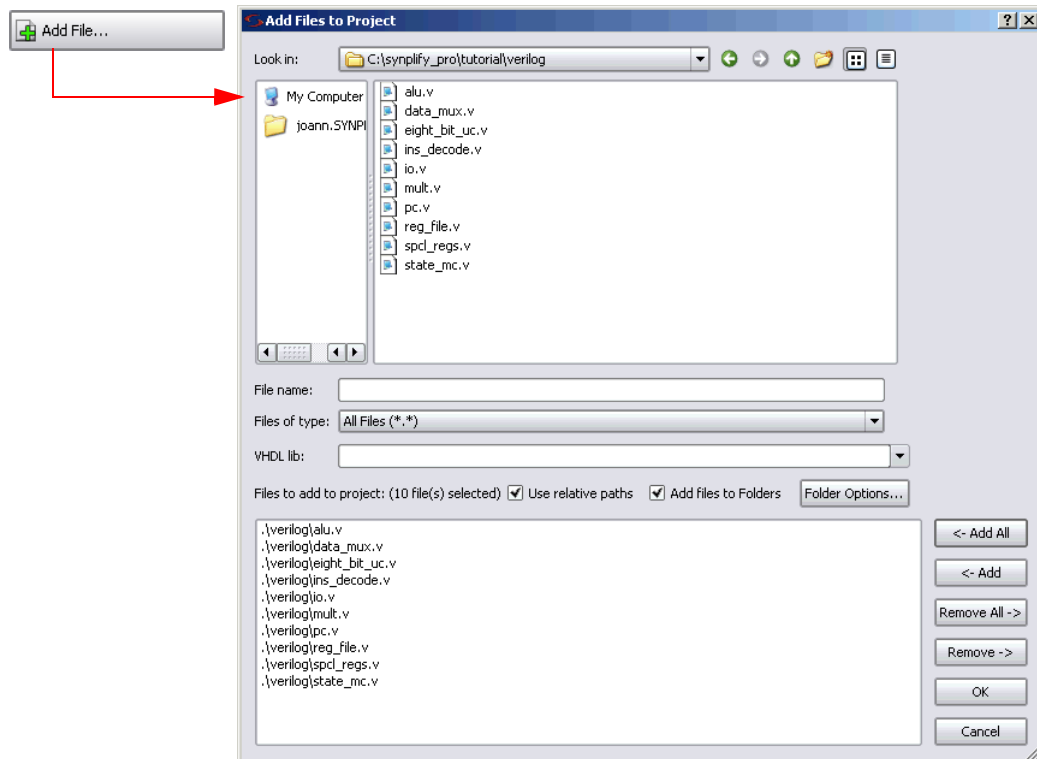 Add File...
Add Files to Project
Look in: C:\synplify_pro\tutorial\verilog
My Computer
joann.SYNPI
alu.v
data_mux.v
eight_bit_uc.v
ins_decode.v
io.v
mult.v
pc.v
reg_file.v
spcl_regs.v
state_mc.v
File name:
Files of type: All Files (*.*)
VHDL lib:
Files to add to project: (10 file(s) selected) Use relative paths Add files to Folders Folder Options...
.\verilog\alu.v
.\verilog\data_mux.v
.\verilog\eight_bit_uc.v
.\verilog\ins_decode.v
.\verilog\io.v
.\verilog\mult.v
.\verilog\pc.v
.\verilog\reg_file.v
.\verilog\spcl_regs.v
.\verilog\state_mc.v
<- Add All
<- Add
Remove All ->
Remove ->
OK
Cancel